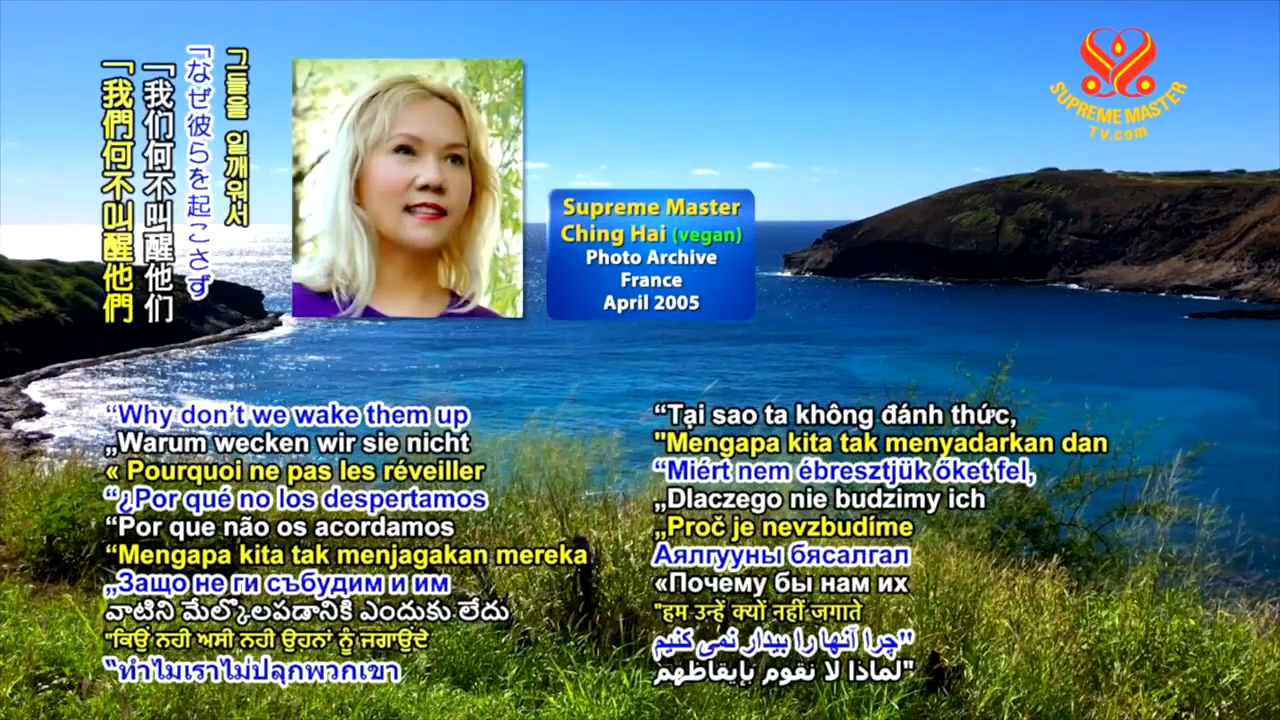 「我們何不叫醒他們
「我们何不叫醒他们
「なぜ彼らを起こさず
그들을 일깨워서
SUPREME MASTER
TV.com
Supreme Master
Ching Hai (vegan)
Photo Archive
France
April 2005
“Why don’t we wake them up
„Warum wecken wir sie nicht
« Pourquoi ne pas les réveiller
“¿Por qué no los despertamos
“Por que não os acordamos
“Mengapa kita tak menjagakan mereka
„Защо не ги събудим и им
వాటిని మేల్కొలపడానికి ఎందుకు లేదు
"ਕਿਉਂ ਨਹੀ ਅਸੀ ਨਹੀ ਉਹਨਾਂ ਨੂੰ ਜਗਾਉਂਦੇ
“ทำไมเราไม่ปลุกพวกเขา
“Tại sao ta không đánh thức,
"Mengapa kita tak menyadarkan dan
“Miért nem ébresztjük őket fel,
„Dlaczego nie budzimy ich
„Proč je nevzbudíme
Аялгууны бясалгал
«Почему бы нам их
"हम उन्हें क्यों नहीं जगाते
"چرا آنها را بیدار نمی کنیم
"لماذا لا نقوم بإيقاظهم